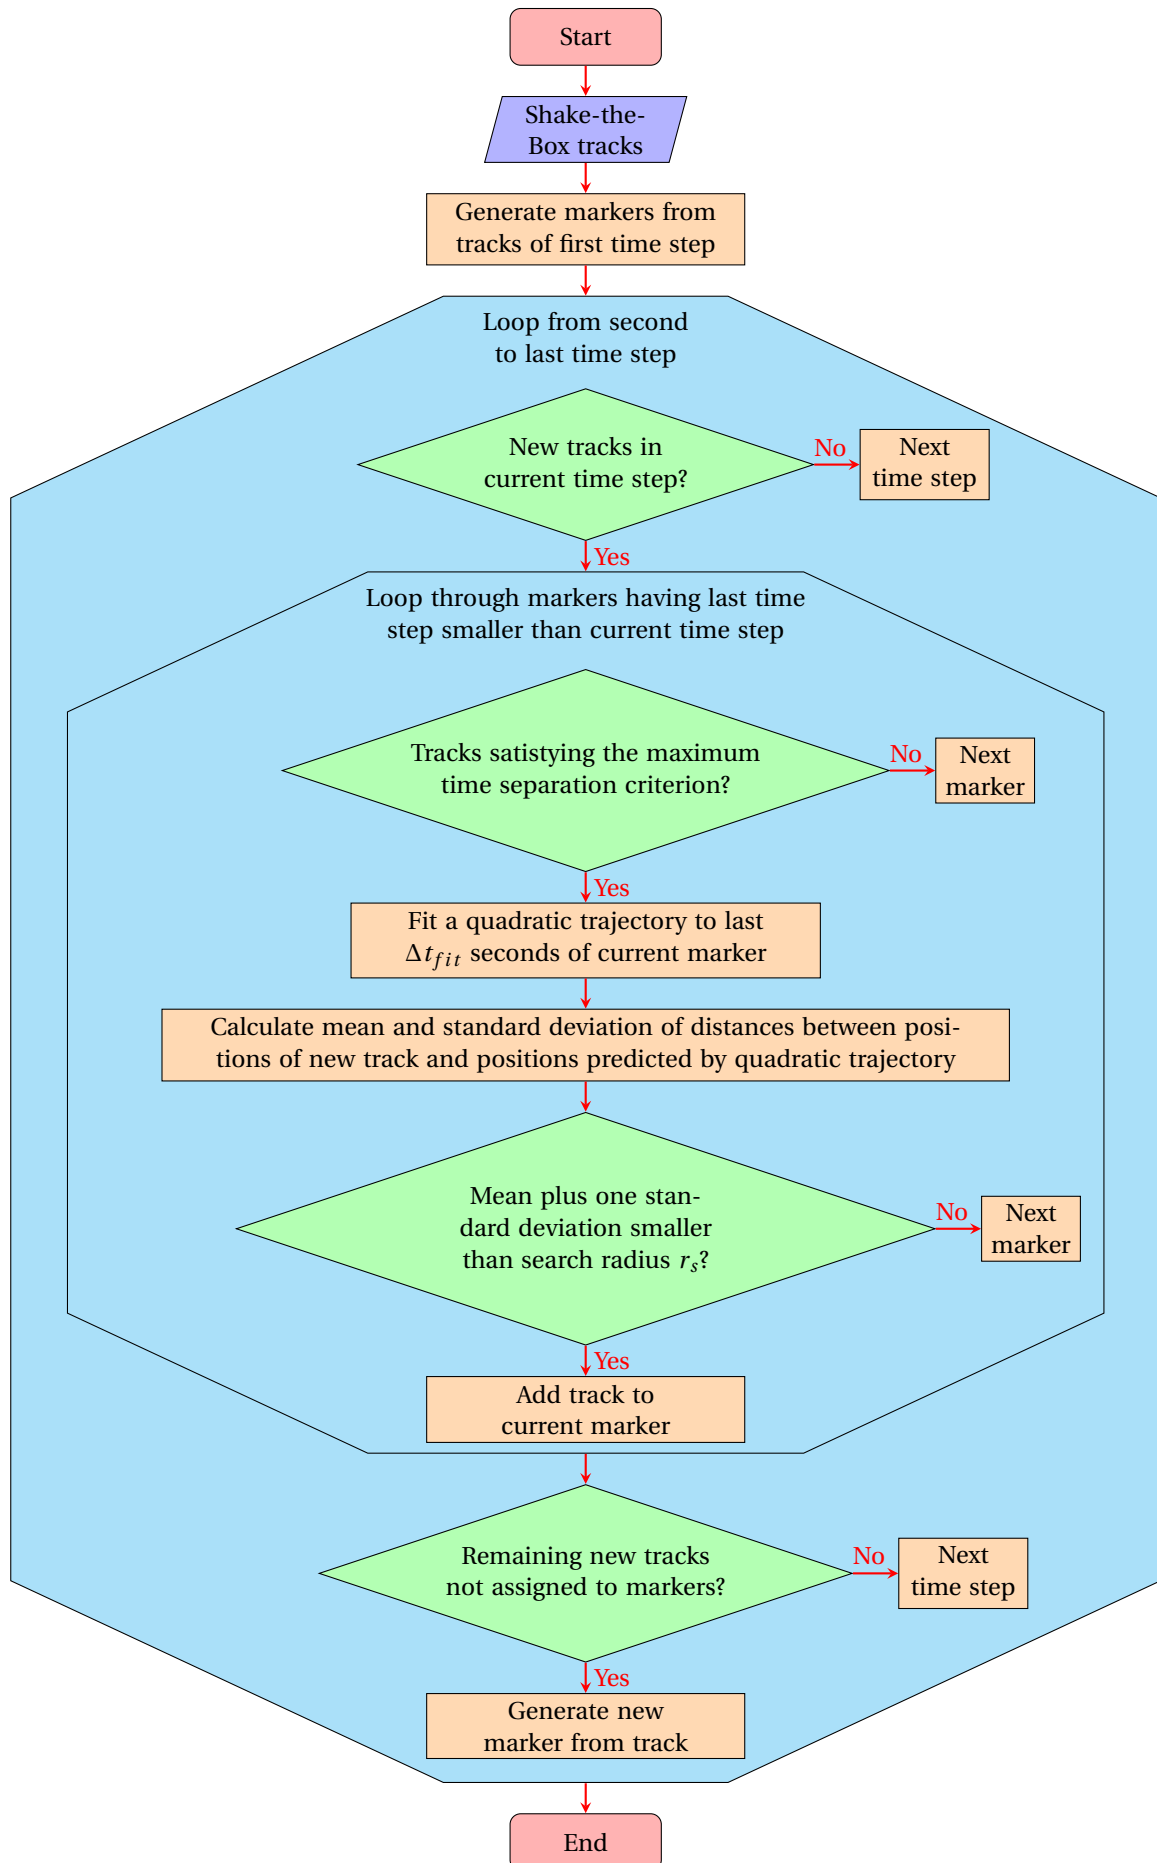 Start
Shake-the-
Box tracks
Generate markers from
tracks of first time step
Loop from second
to last time step
New tracks in
current time step?
No
Next
time step
Yes
Loop through markers having last time
step smaller than current time step
Tracks satistying the maximum
time separation criterion?
No
Next
marker
Yes
Fit a quadratic trajectory to last
Δt_{fit} seconds of current marker
Calculate mean and standard deviation of distances between posi-
tions of new track and positions predicted by quadratic trajectory
Mean plus one stan-
dard deviation smaller
than search radius r_s?
No
Next
marker
Yes
Add track to
current marker
Remaining new tracks
not assigned to markers?
No
Next
time step
Yes
Generate new
marker from track
End